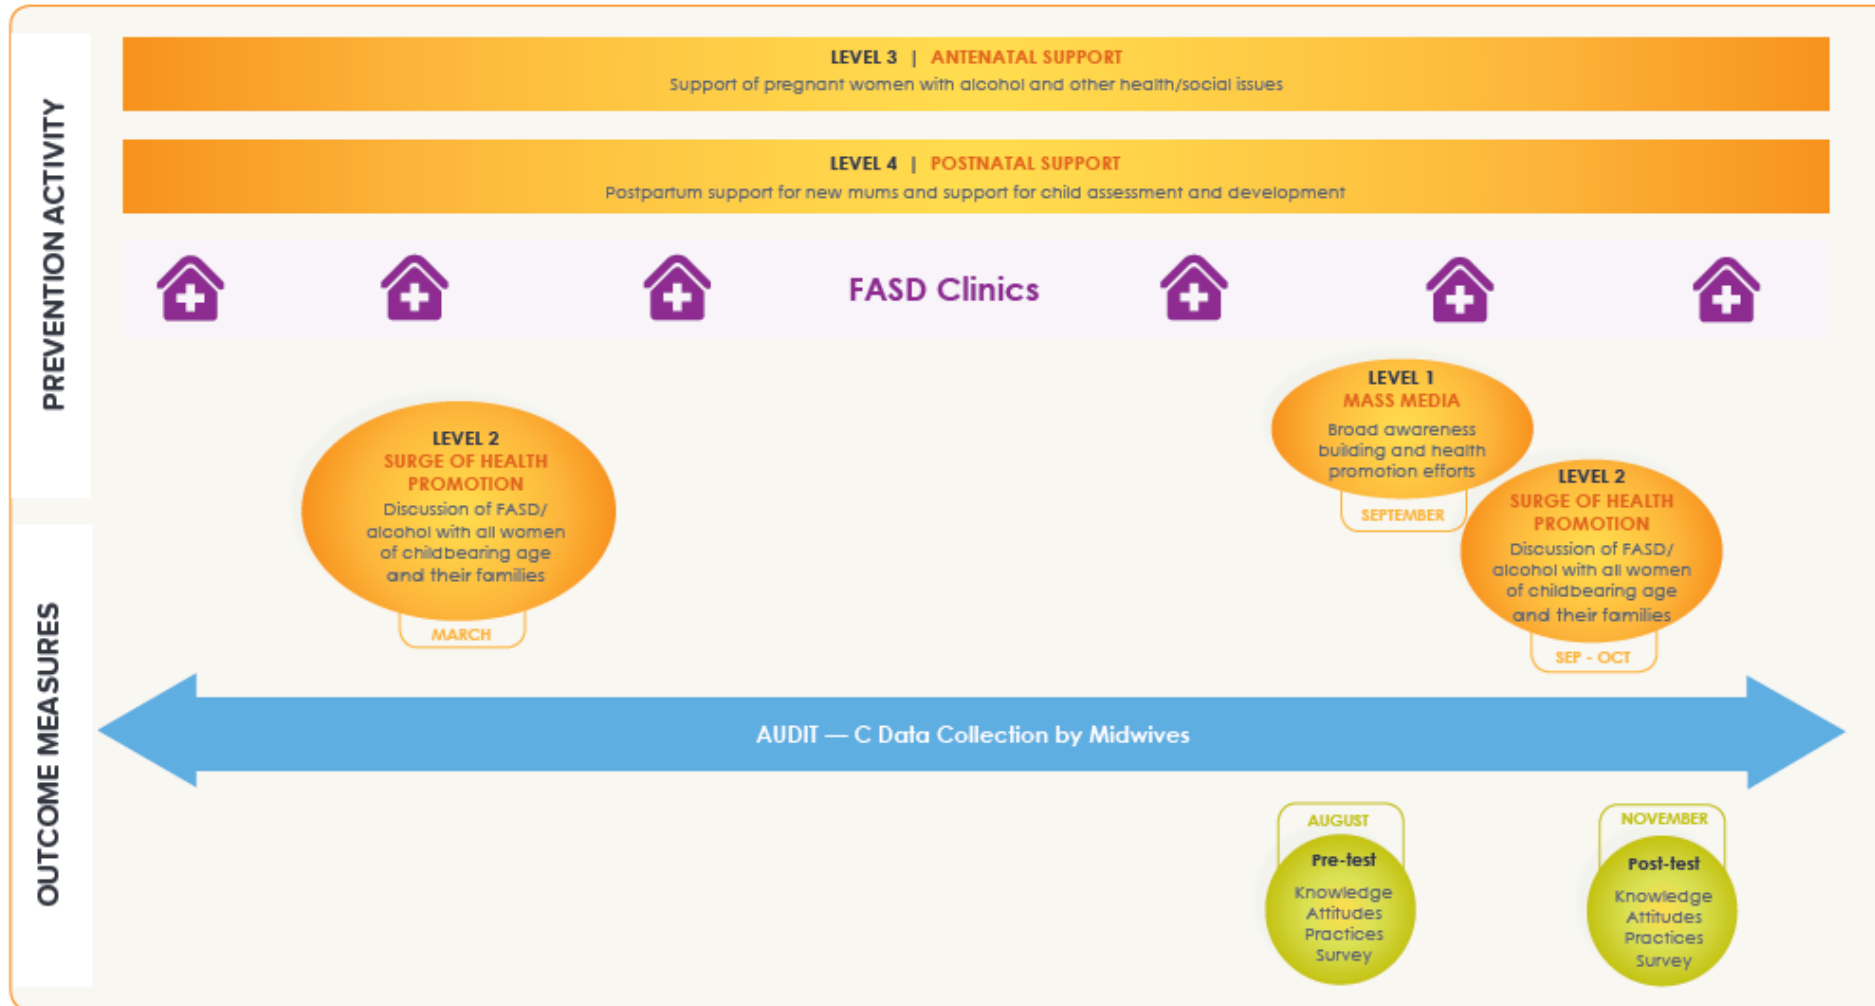 PREVENTION ACTIVITY
LEVEL 3 | ANTENATAL SUPPORT
Support of pregnant women with alcohol and other health/social issues
LEVEL 4 | POSTNATAL SUPPORT
Postpartum support for new mums and support for child assessment and development
FASD Clinics
LEVEL 2
SURGE OF HEALTH
PROMOTION
Discussion of FASD/
alcohol with all women
of childbearing age
and their families
MARCH
LEVEL 1
MASS MEDIA
Broad awareness
building and health
promotion efforts
SEPTEMBER
LEVEL 2
SURGE OF HEALTH
PROMOTION
Discussion of FASD/
alcohol with all women
of childbearing age
and their families
SEP - OCT
OUTCOME MEASURES
AUDIT — C Data Collection by Midwives
AUGUST
Pre-test
Knowledge
Attitudes
Practices
Survey
NOVEMBER
Post-test
Knowledge
Attitudes
Practices
Survey